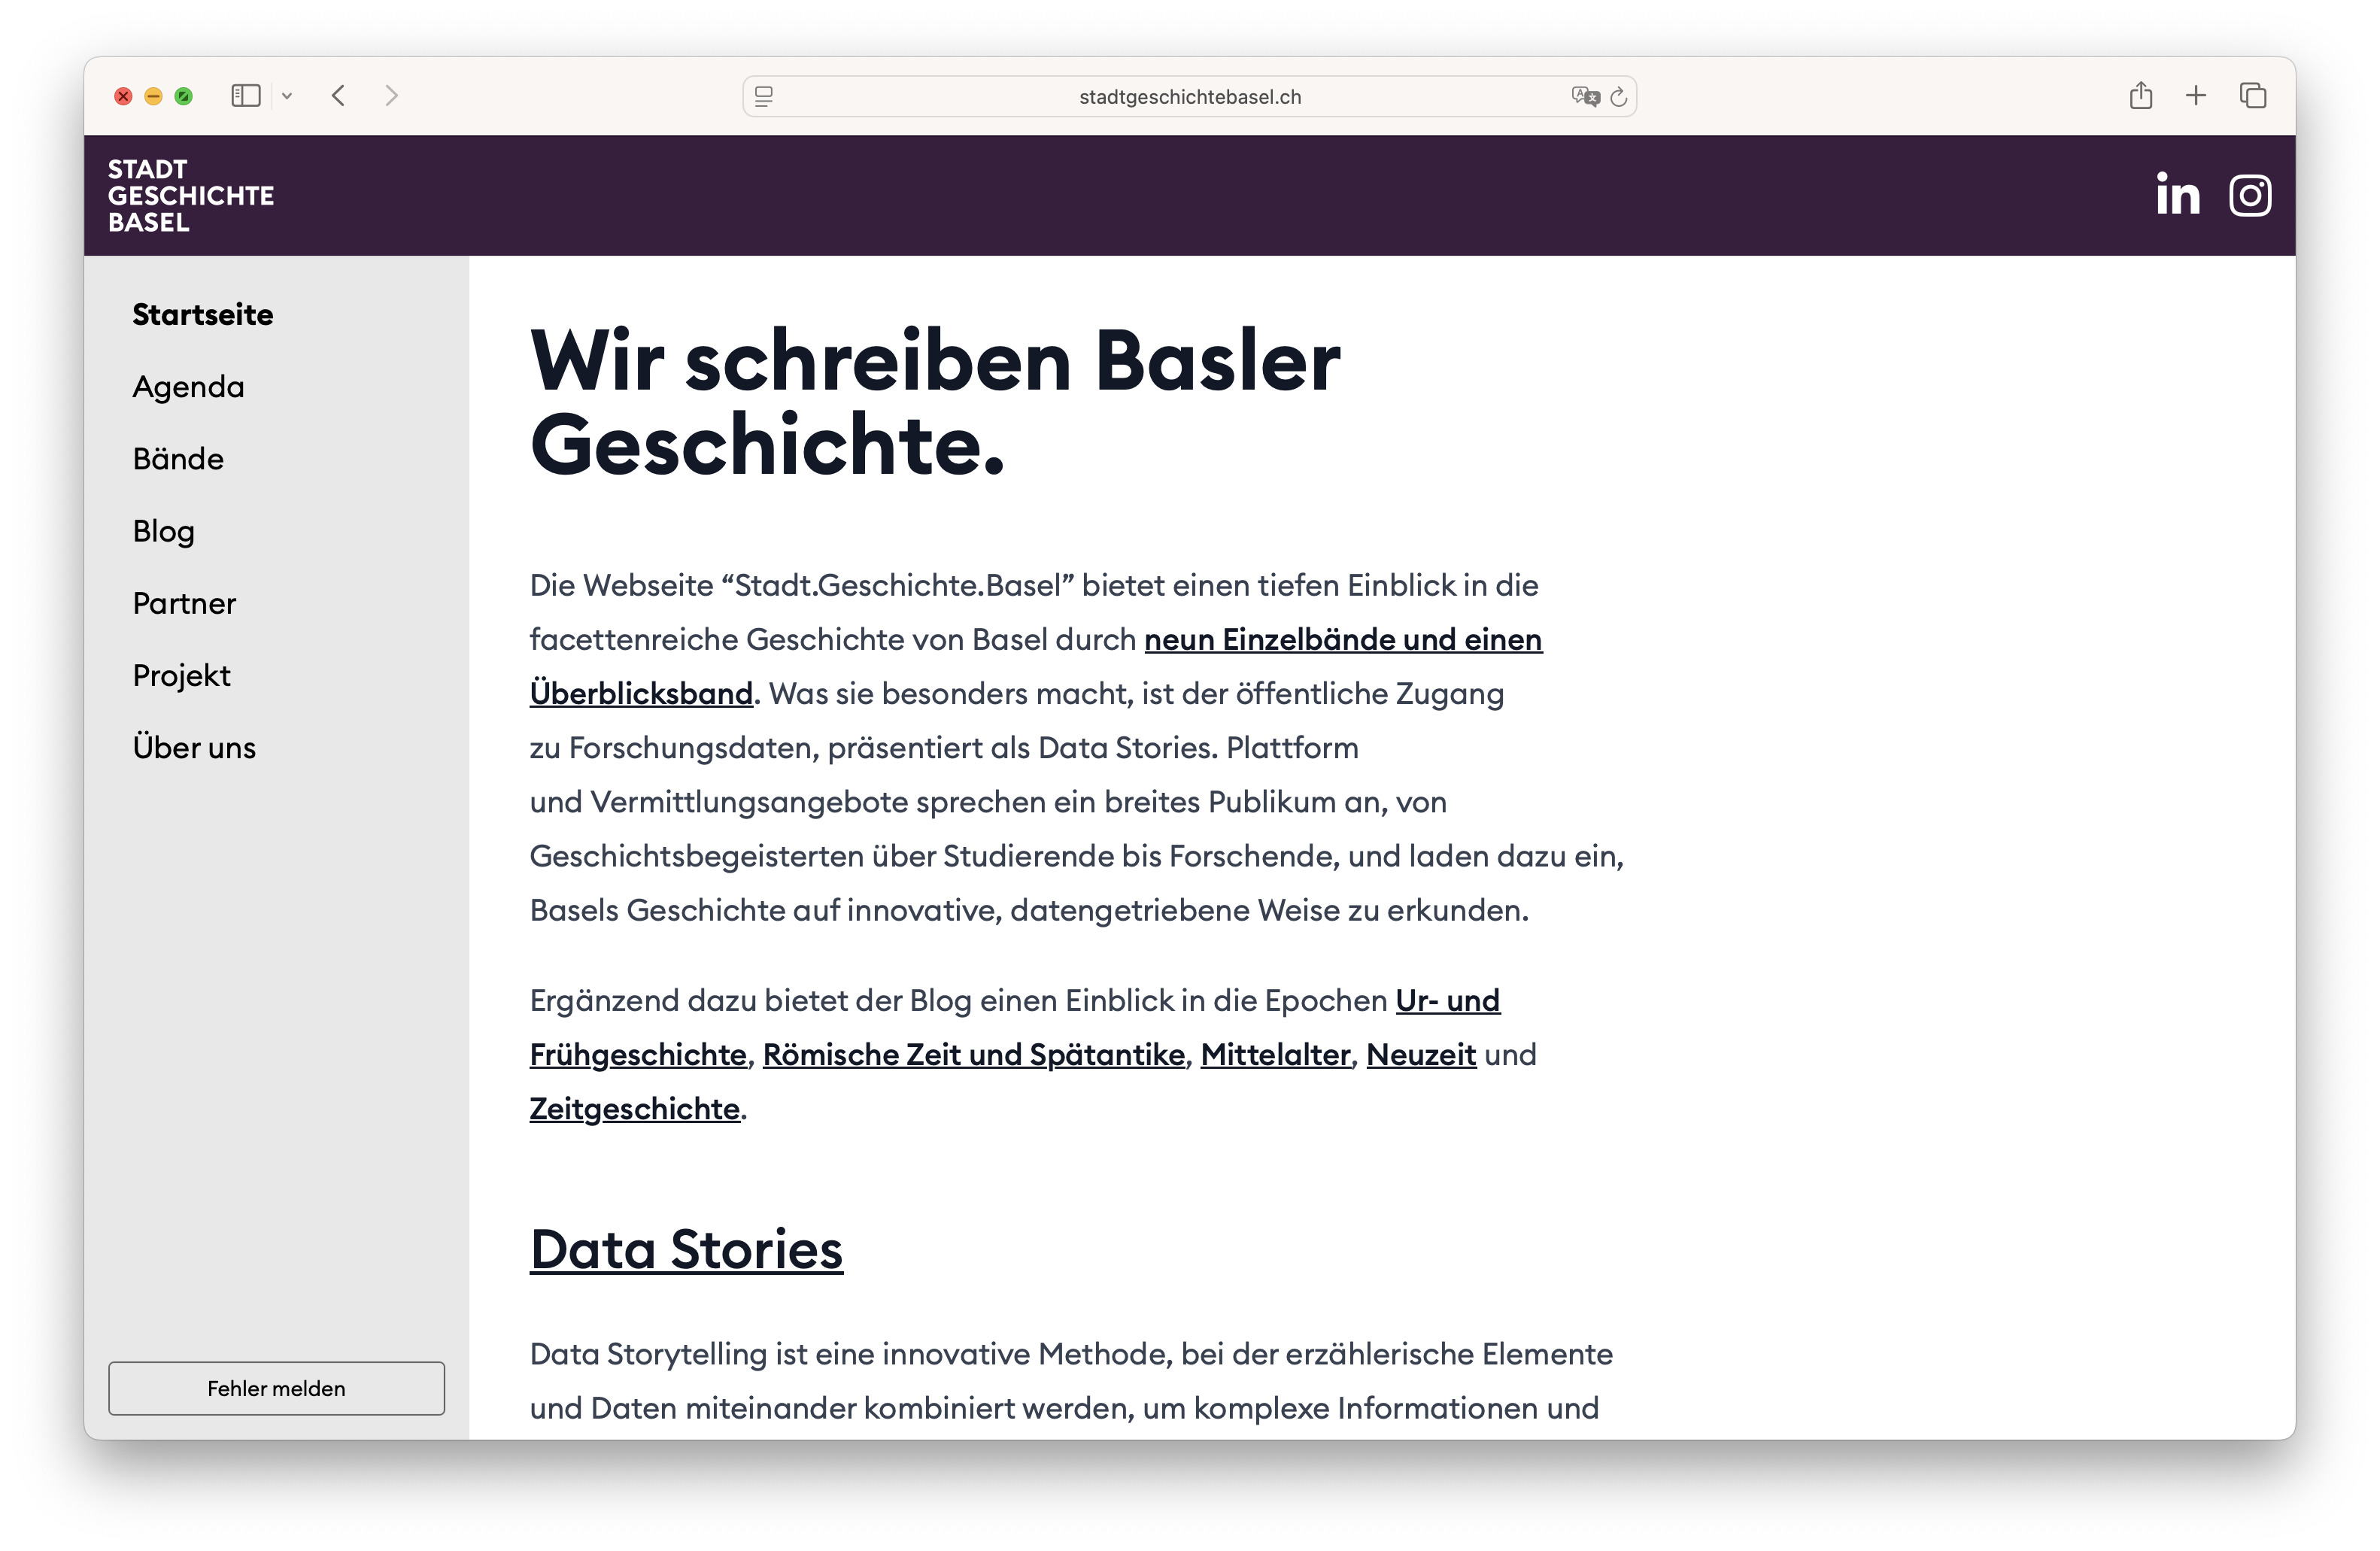 stadtgeschichtebasel.ch
STADT
GESCHICHTE
BASEL
in
Startseite
Agenda
Bände
Blog
Partner
Projekt
Über uns
Fehler melden
Wir schreiben Basler
Geschichte.
Die Webseite “Stadt.Geschichte.Basel” bietet einen tiefen Einblick in die
facettenreiche Geschichte von Basel durch neun Einzelbände und einen
Überblicksband. Was sie besonders macht, ist der öffentliche Zugang
zu Forschungsdaten, präsentiert als Data Stories. Plattform
und Vermittlungsangebote sprechen ein breites Publikum an, von
Geschichtsbegeisterten über Studierende bis Forschende, und laden dazu ein,
Basels Geschichte auf innovative, datengetriebene Weise zu erkunden.
Ergänzend dazu bietet der Blog einen Einblick in die Epochen Ur- und
Frühgeschichte, Römische Zeit und Spätantike, Mittelalter, Neuzeit und
Zeitgeschichte.
Data Stories
Data Storytelling ist eine innovative Methode, bei der erzählerische Elemente
und Daten miteinander kombiniert werden, um komplexe Informationen und